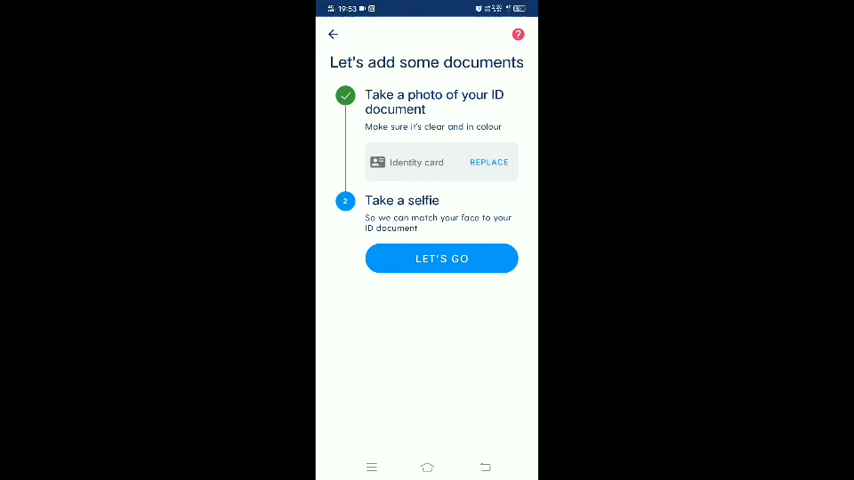 19:53
?
Let's add some documents
Take a photo of your ID
document
Make sure it's clear and in colour
Identity card REPLACE
2 Take a selfie
So we can match your face to your
ID document
LET'S GO